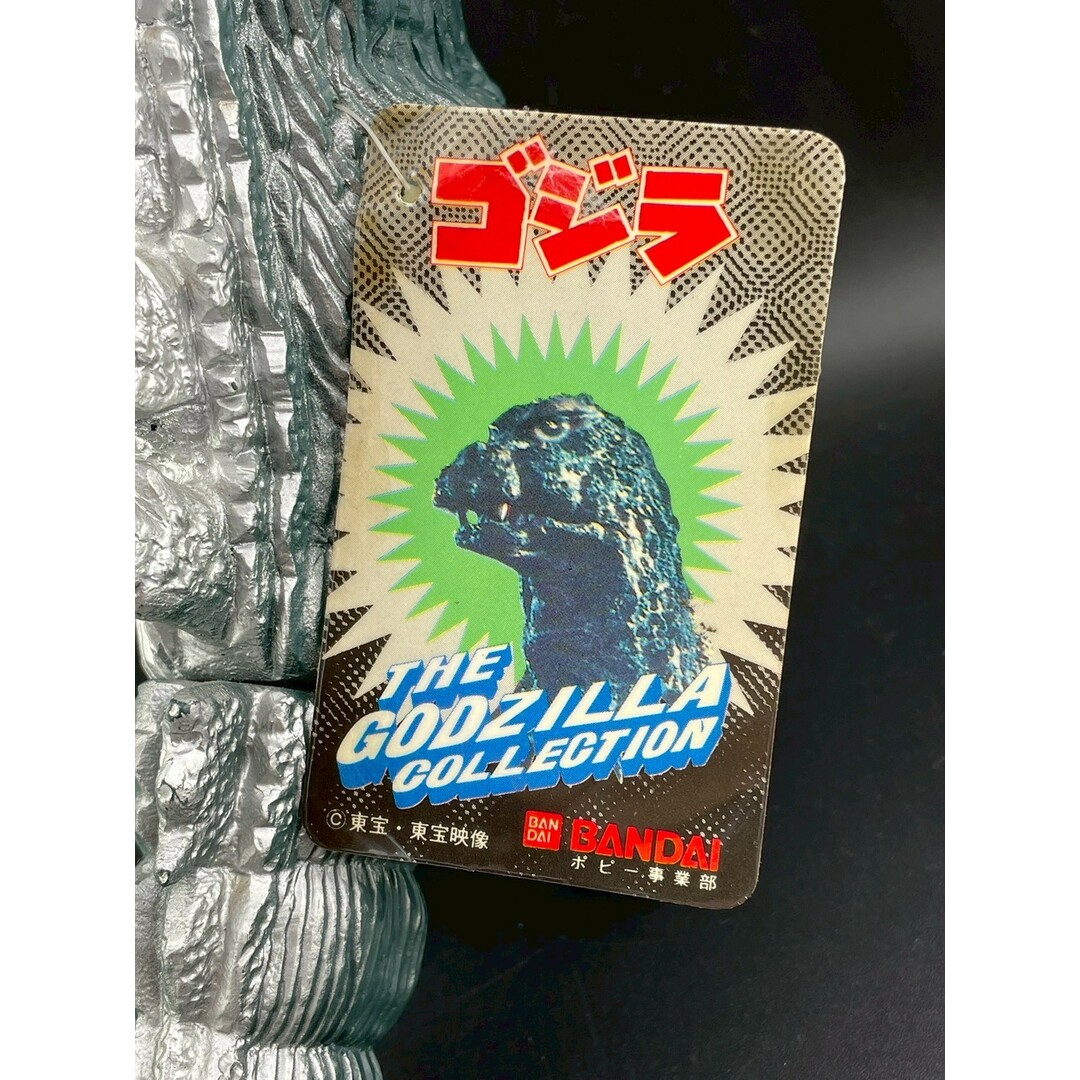 ゴジラ
THE
GODZILLA
COLLECTION
©東宝・東宝映像
BAN
DAI
BANDAI
ポピー事業部